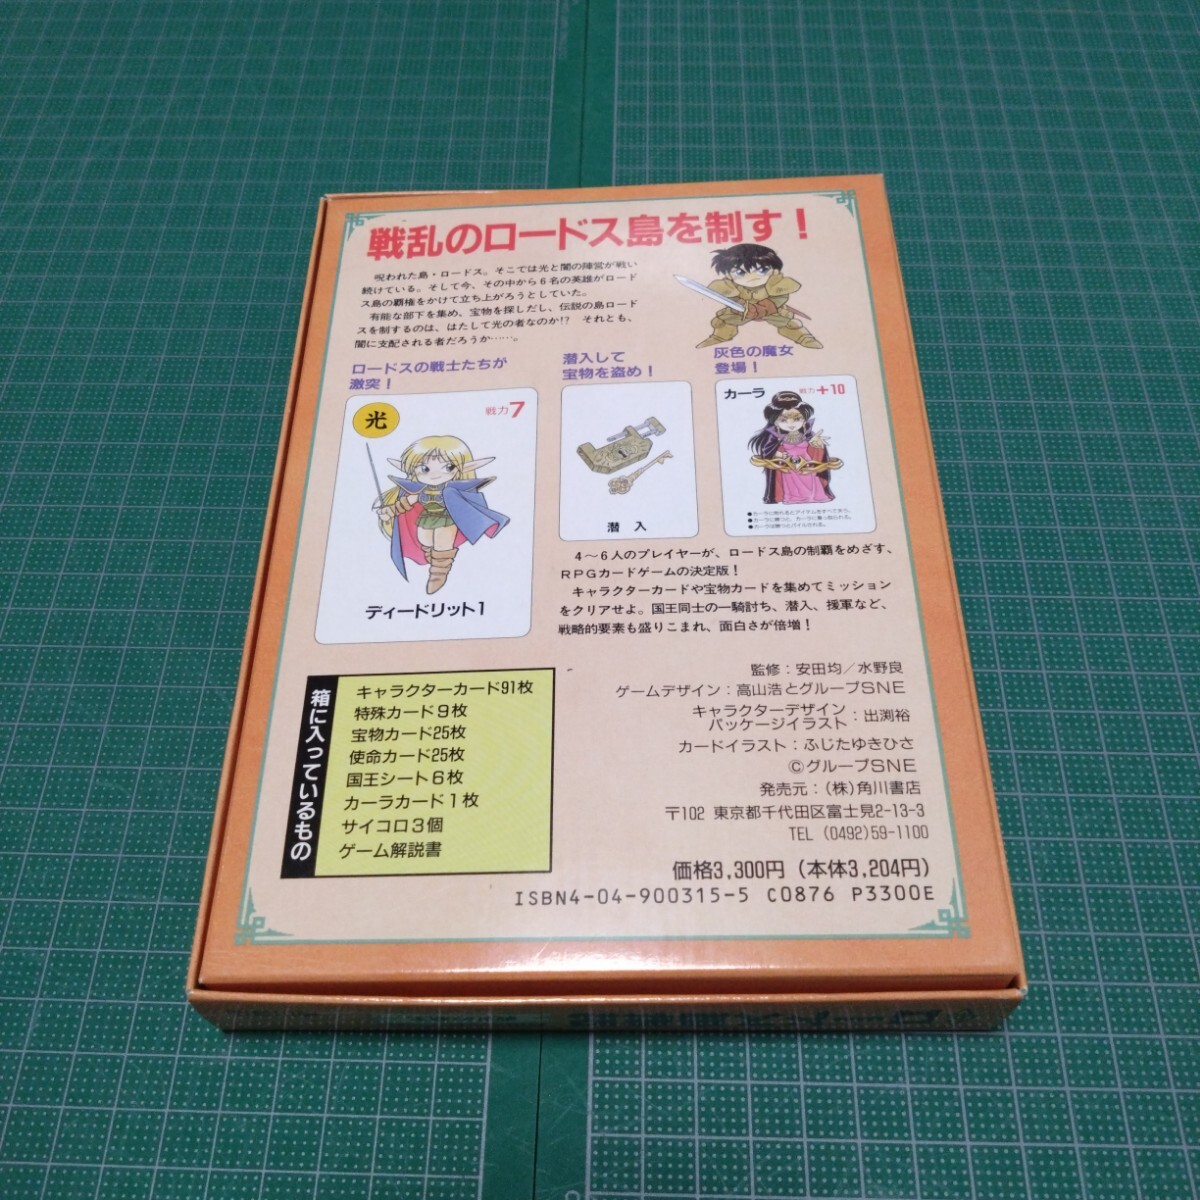 戦乱のロードス島を制す!
呪われた島・ロードス。そこでは光と闇の陣営が戦い
続けている。そして今、その中から6名の英雄がロード
ス島の覇権をかけて立ち上がろうとしていた。
有能な部下を集め、宝物を探しだし、伝説の島ロード
スを制するのは、はたして光の者なのか!? それとも、
闇に支配される者だろうか……。
ロードスの戦士たちが
激突!
光
戦力7
ディードリット1
潜入して
宝物を盗め!
潜入
灰色の魔女
登場!
カーラ 戦力+10
4〜6人のプレイヤーが、ロードス島の制覇をめざす、
RPGカードゲームの決定版!
キャラクターカードや宝物カードを集めてミッション
をクリアせよ。国王同士の一騎討ち、潜入、援軍など、
戦略的要素も盛りこまれ、面白さが倍増!
箱に入っているもの
キャラクターカード91枚
特殊カード9枚
宝物カード25枚
使命カード25枚
国王シート6枚
カーラカード1枚
サイコロ3個
ゲーム解説書
監修:安田均/水野良
ゲームデザイン:高山浩とグループSNE
キャラクターデザイン
パッケージイラスト:出渕裕
カードイラスト:ふじたゆきひさ
©グループSNE
発売元:(株)角川書店
〒102 東京都千代田区富士見2-13-3
TEL (0492)59-1100
価格3,300円(本体3,204円)
ISBN4-04-900315-5 C0876 P3300E